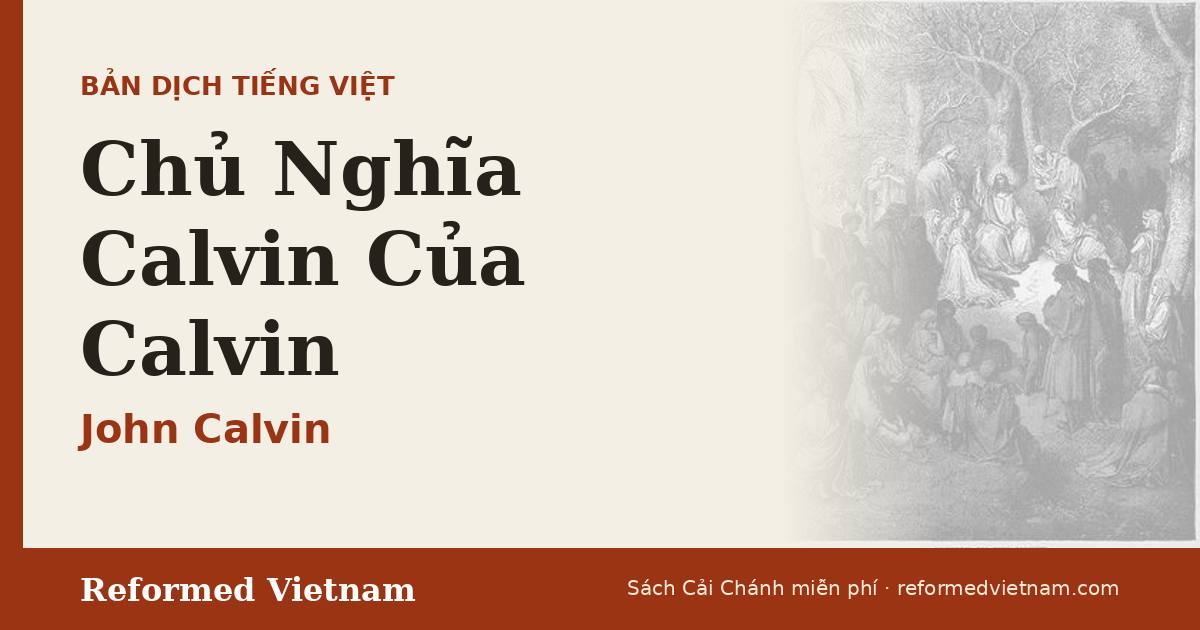 BẢN DỊCH TIẾNG VIỆT
Chủ Nghĩa
Calvin Của
Calvin
John Calvin
Reformed Vietnam
Sách Cải Chánh miễn phí · reformedvietnam.com